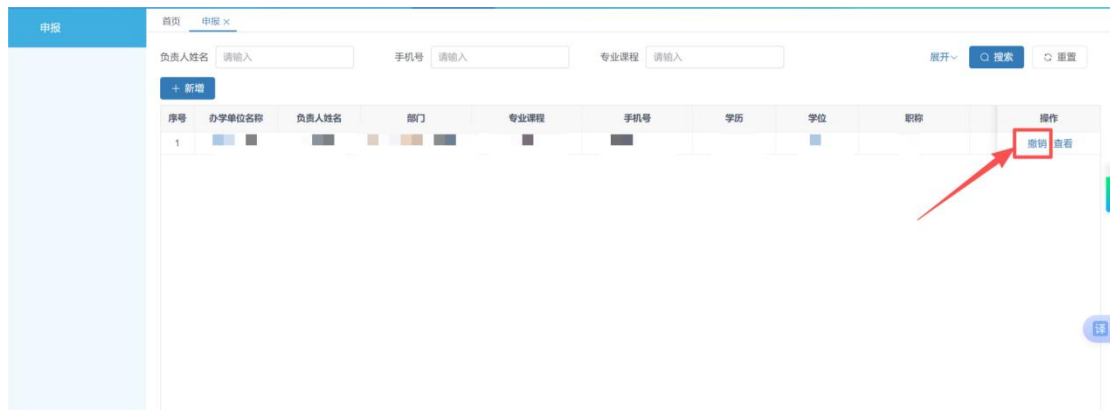 申报
首页 申报 ×
负责人姓名 请输入 手机号 请输入 专业课程 请输入 展开 搜索 重置
+ 新增
序号 办学单位名称 负责人姓名 部门 专业课程 手机号 学历 学位 职称 操作
1 撤销 查看
译